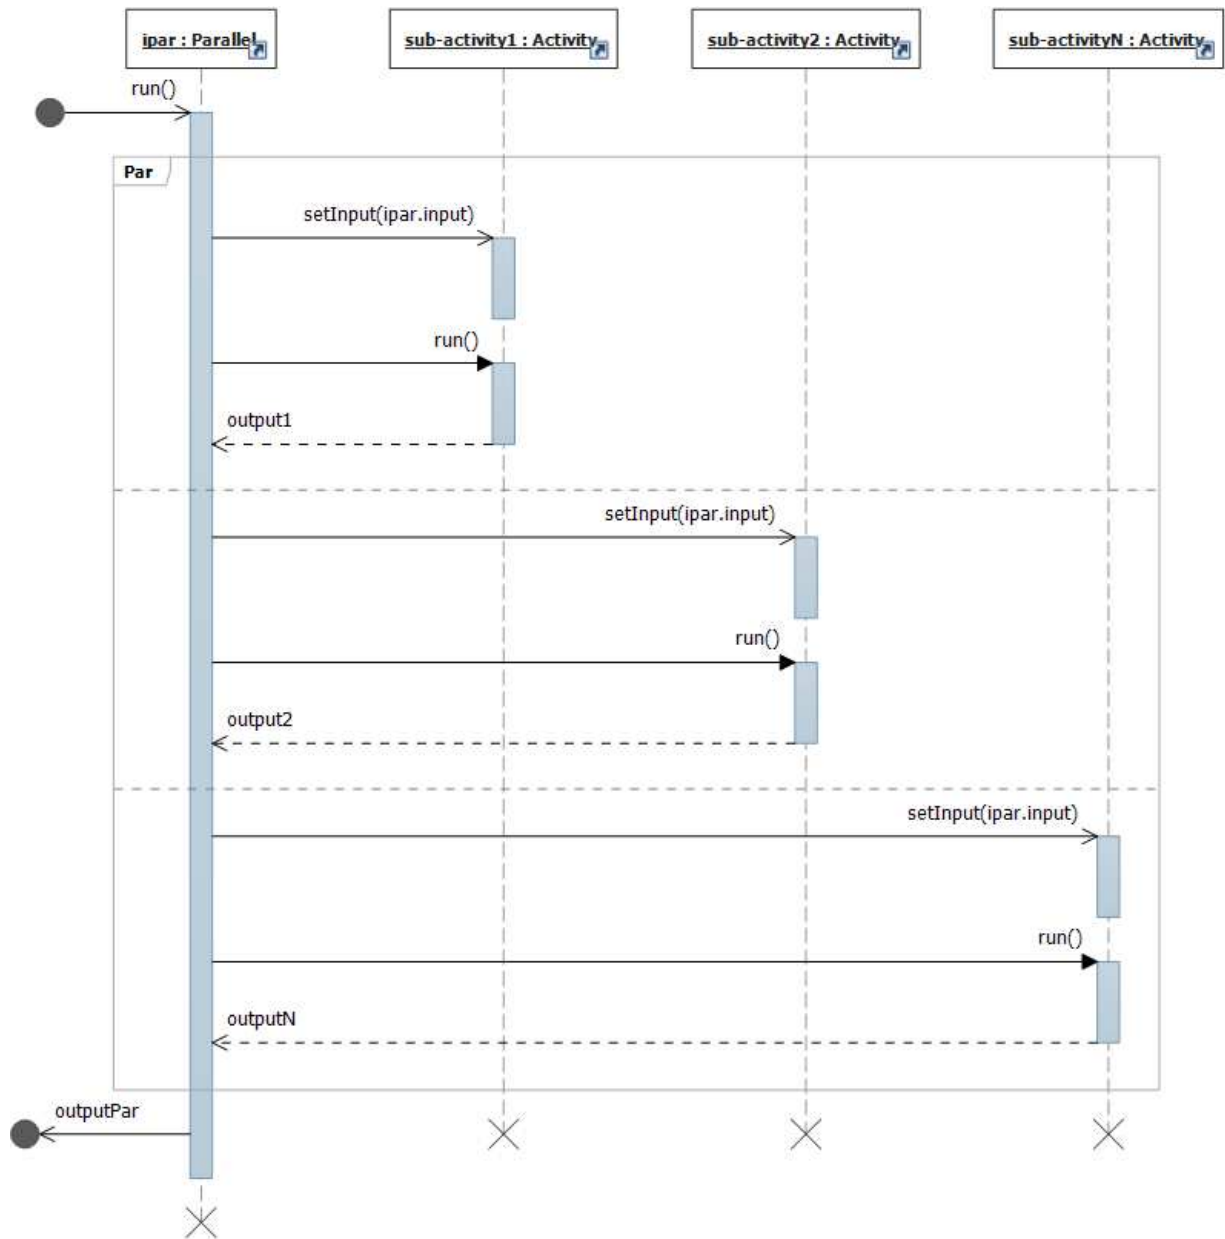 ipar : Parallel
sub-activity1 : Activity
sub-activity2 : Activity
sub-activityN : Activity
run()
Par
setInput(ipar.input)
run()
output1
setInput(ipar.input)
run()
output2
setInput(ipar.input)
run()
outputN
outputPar